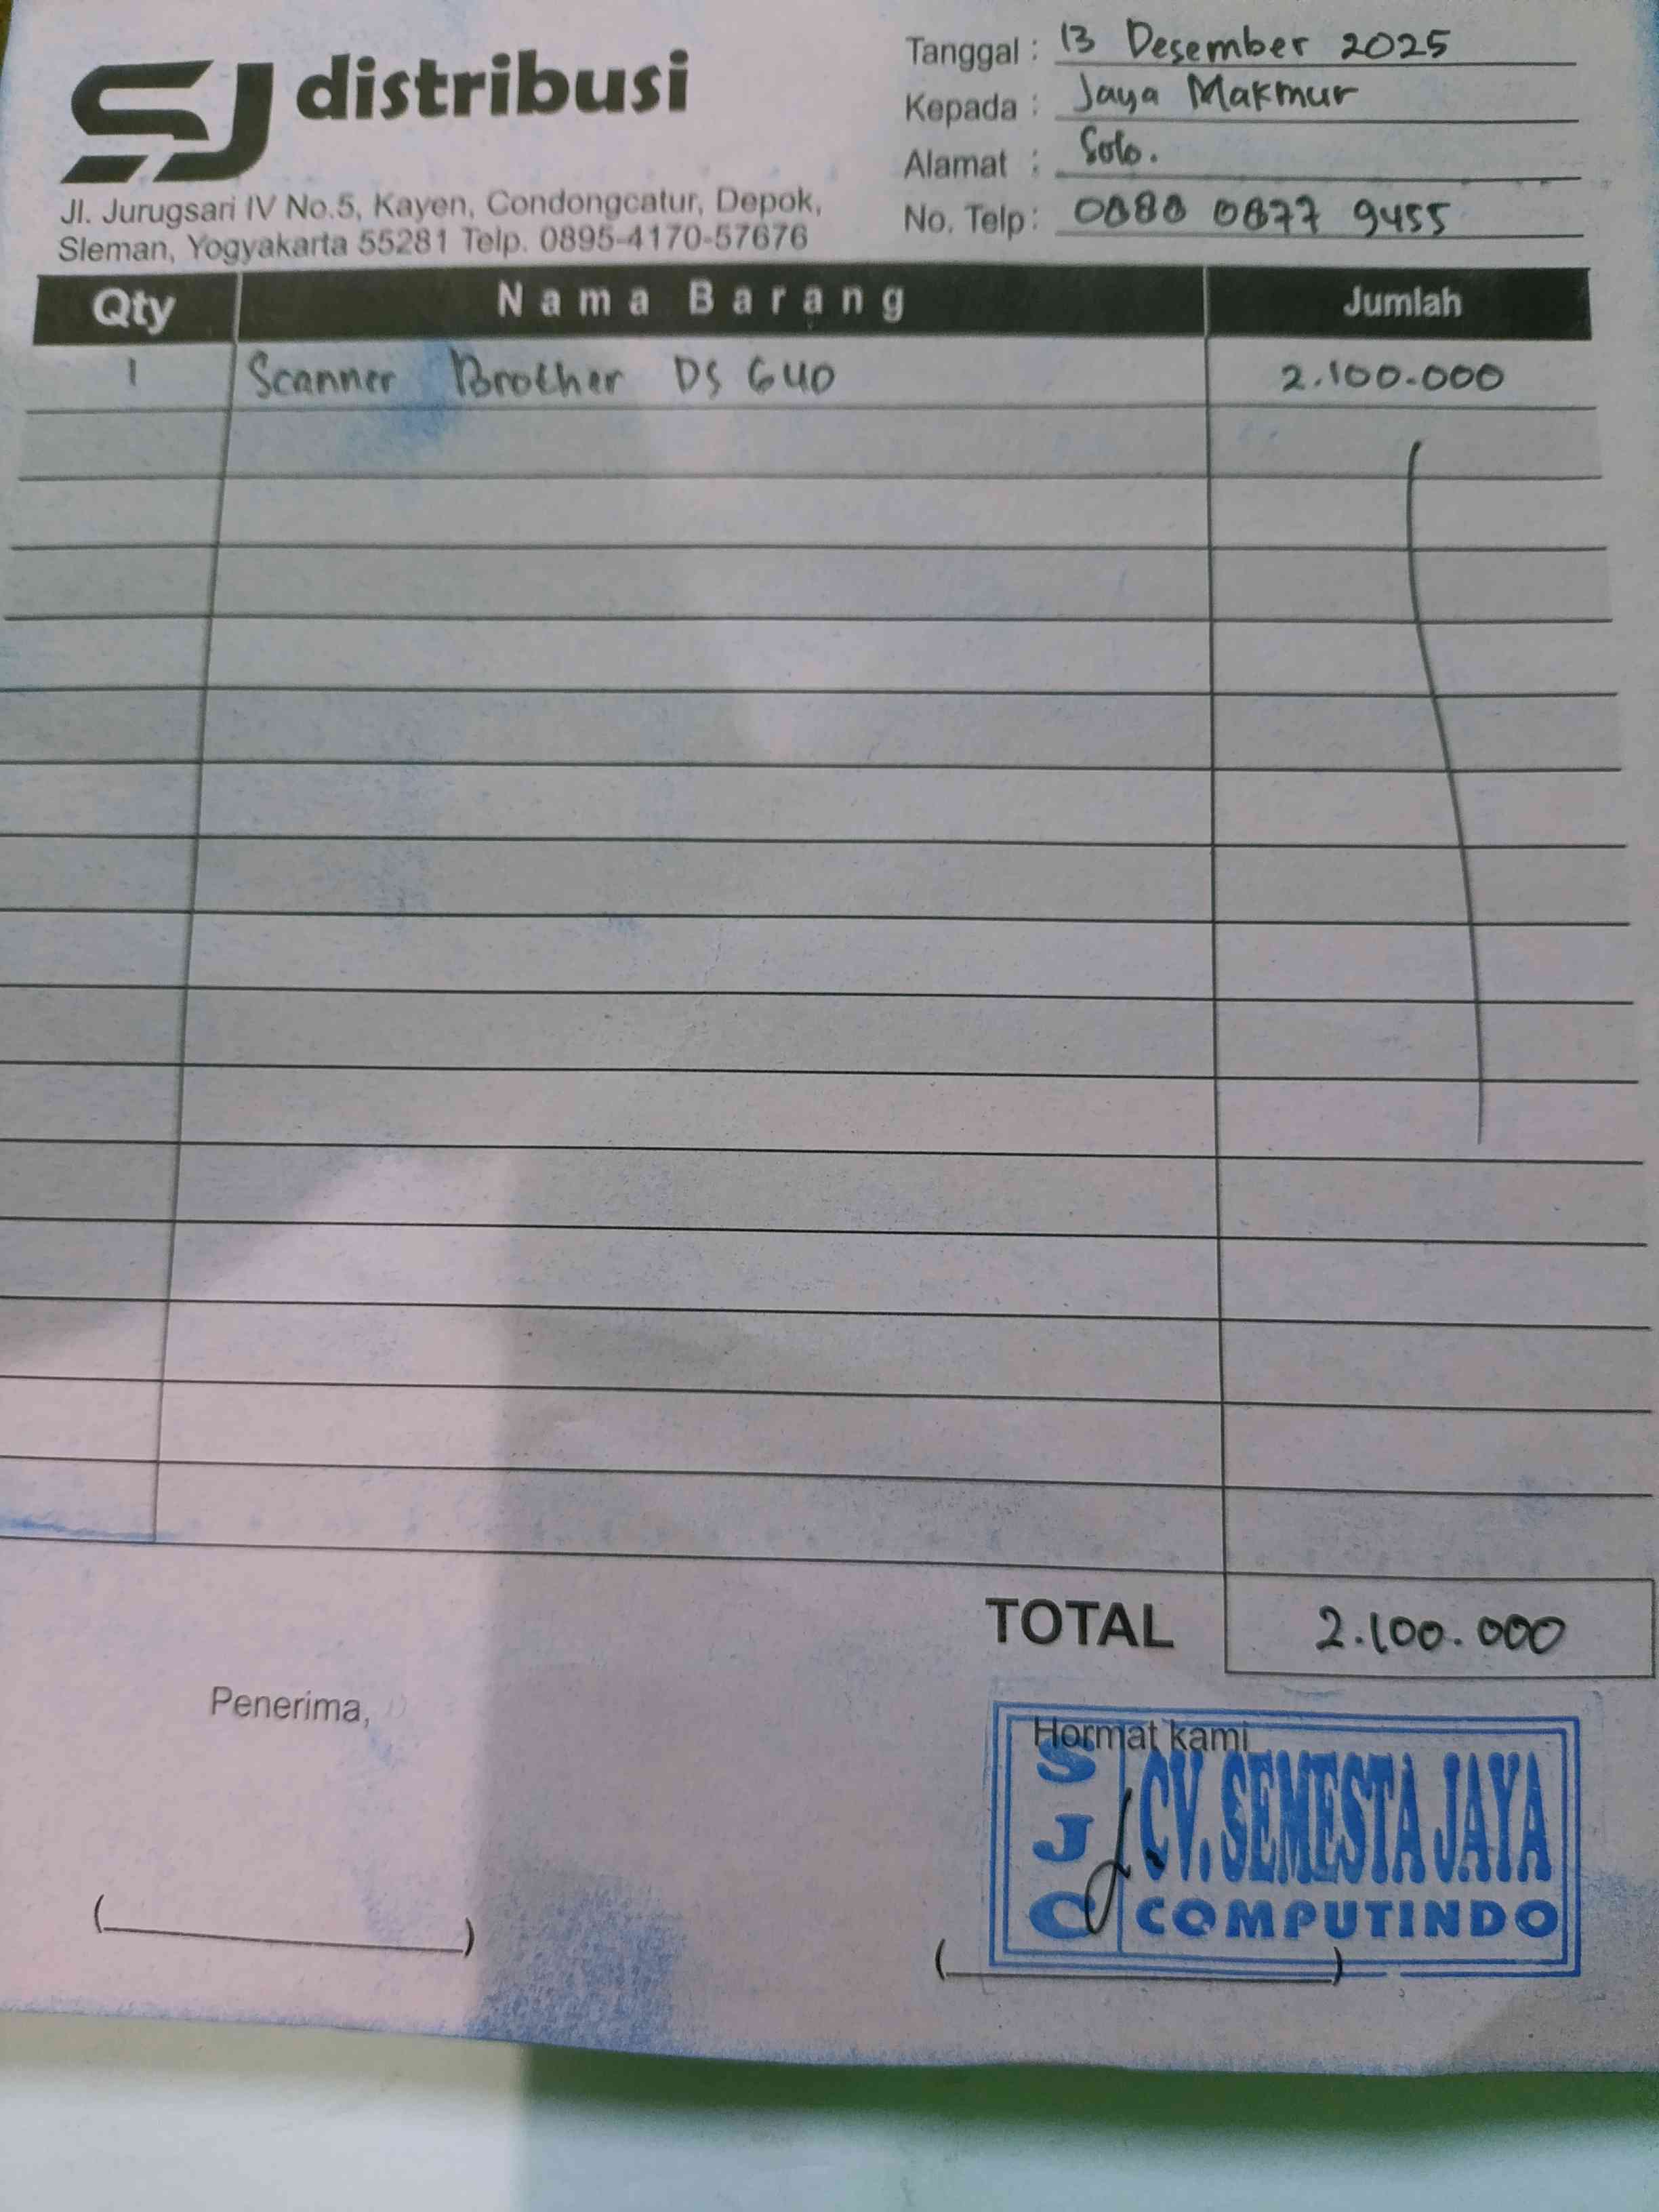 SJ distribusi
Jl. Jurugsari IV No.5, Kayen, Condongcatur, Depok,
Sleman, Yogyakarta 55281 Telp. 0895-4170-57676
Tanggal : 13 Desember 2025
Kepada : Jaya Makmur
Alamat : Solo.
No. Telp : 0888 0877 9455
Qty Nama Barang Jumlah
1 Scanner Brother DS 640 2.100.000
TOTAL 2.100.000
Penerima,
Hormat kami
SJC
CV. SEMESTA JAYA
COMPUTINDO